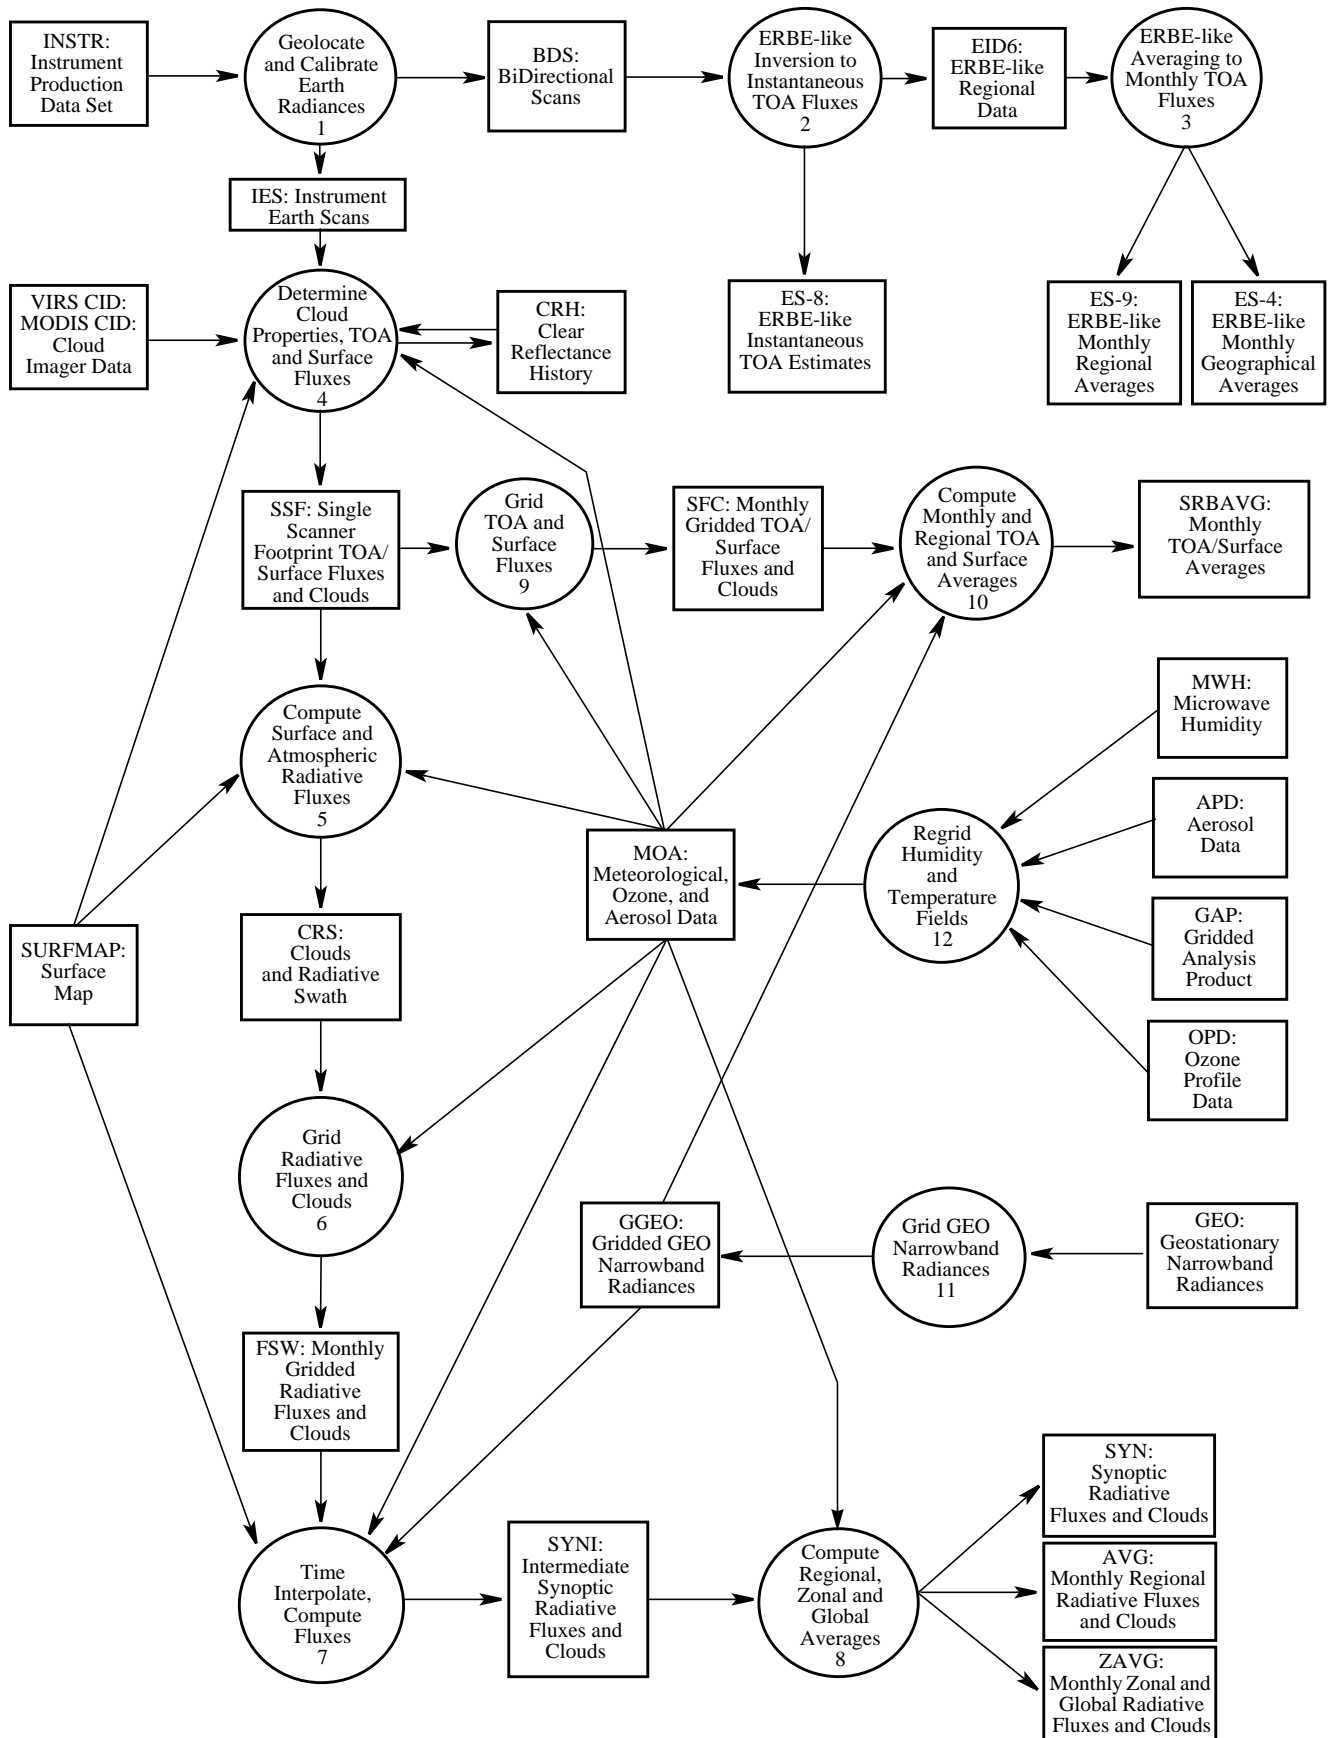 INSTR:
Instrument
Production
Data Set
Geolocate
and Calibrate
Earth
Radiances
1
BDS:
BiDirectional
Scans
ERBE-like
Inversion to
Instantaneous
TOA Fluxes
2
EID6:
ERBE-like
Regional
Data
ERBE-like
Averaging to
Monthly TOA
Fluxes
3
IES: Instrument
Earth Scans
VIRS CID:
MODIS CID:
Cloud
Imager Data
Determine
Cloud
Properties, TOA
and Surface
Fluxes
4
CRH:
Clear
Reflectance
History
ES-8:
ERBE-like
Instantaneous
TOA Estimates
ES-9:
ERBE-like
Monthly
Regional
Averages
ES-4:
ERBE-like
Monthly
Geographical
Averages
SSF: Single
Scanner
Footprint TOA/
Surface Fluxes
and Clouds
Grid
TOA and
Surface
Fluxes
9
SFC: Monthly
Gridded TOA/
Surface
Fluxes and
Clouds
Compute
Monthly and
Regional TOA
and Surface
Averages
10
SRBAVG:
Monthly
TOA/Surface
Averages
Compute
Surface and
Atmospheric
Radiative
Fluxes
5
MWH:
Microwave
Humidity
APD:
Aerosol
Data
MOA:
Meteorological,
Ozone, and
Aerosol Data
Regrid
Humidity
and
Temperature
Fields
12
GAP:
Gridded
Analysis
Product
SURFMAP:
Surface
Map
CRS:
Clouds
and Radiative
Swath
OPD:
Ozone
Profile
Data
Grid
Radiative
Fluxes and
Clouds
6
GGEO:
Gridded GEO
Narrowband
Radiances
Grid GEO
Narrowband
Radiances
11
GEO:
Geostationary
Narrowband
Radiances
FSW: Monthly
Gridded
Radiative
Fluxes and
Clouds
Time
Interpolate,
Compute
Fluxes
7
SYNI:
Intermediate
Synoptic
Radiative
Fluxes and
Clouds
Compute
Regional,
Zonal and
Global
Averages
8
SYN:
Synoptic
Radiative
Fluxes and Clouds
AVG:
Monthly Regional
Radiative Fluxes
and Clouds
ZAVG:
Monthly Zonal and
Global Radiative
Fluxes and Clouds